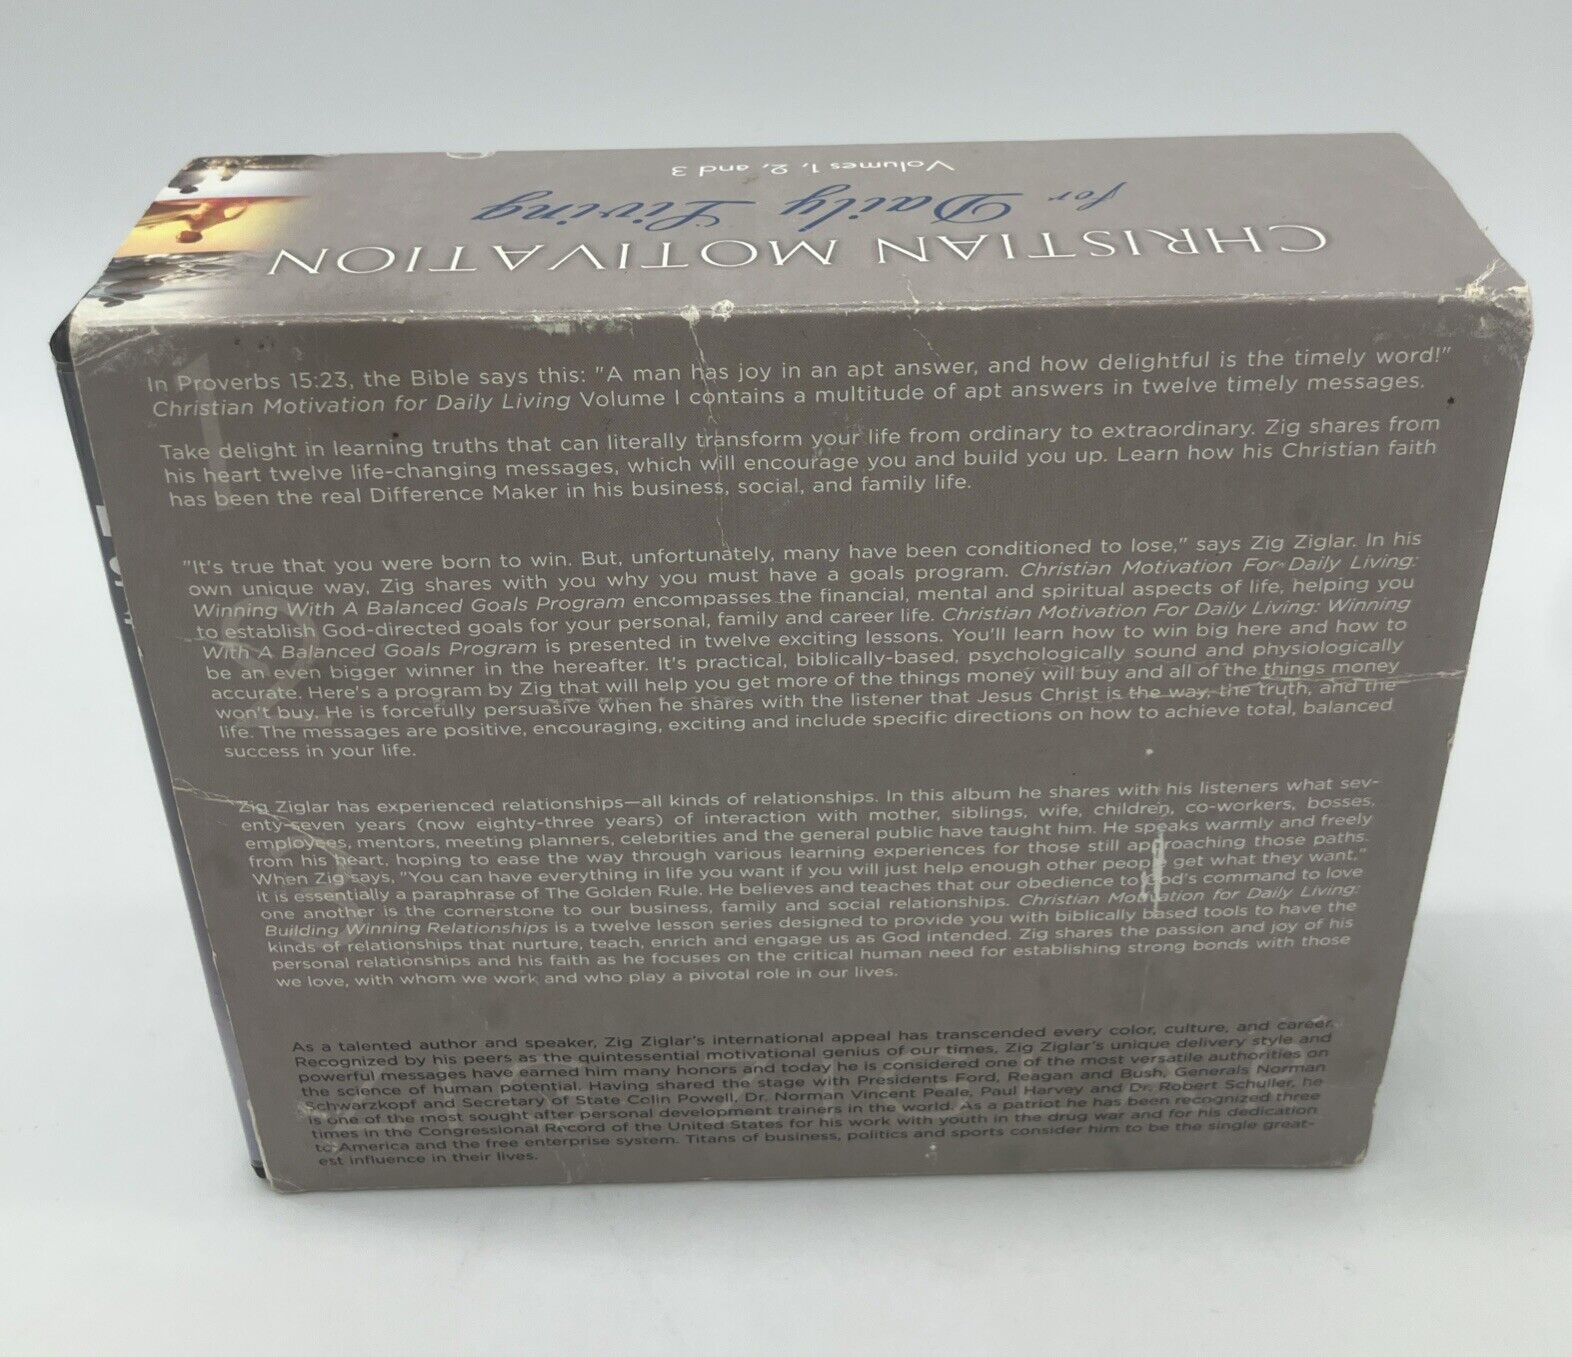 CHRISTIAN MOTIVATION
for Daily Living
Volumes 1, 2, and 3
1
In Proverbs 15:23, the Bible says this: "A man has joy in an apt answer, and how delightful is the timely word!"
Christian Motivation for Daily Living Volume I contains a multitude of apt answers in twelve timely messages.
Take delight in learning truths that can literally transform your life from ordinary to extraordinary. Zig shares from
his heart twelve life-changing messages, which will encourage you and build you up. Learn how his Christian faith
has been the real Difference Maker in his business, social, and family life.
2
"It's true that you were born to win. But, unfortunately, many have been conditioned to lose," says Zig Ziglar. In his
own unique way, Zig shares with you why you must have a goals program. Christian Motivation For Daily Living:
Winning With A Balanced Goals Program encompasses the financial, mental and spiritual aspects of life, helping you
to establish God-directed goals for your personal, family and career life. Christian Motivation For Daily Living: Winning
With A Balanced Goals Program is presented in twelve exciting lessons. You'll learn how to win big here and how to
be an even bigger winner in the hereafter. It's practical, biblically-based, psychologically sound and physiologically
accurate. Here's a program by Zig that will help you get more of the things money will buy and all of the things money
won't buy. He is forcefully persuasive when he shares with the listener that Jesus Christ is the way, the truth, and the
life. The messages are positive, encouraging, exciting and include specific directions on how to achieve total, balanced
success in your life.
3
Zig Ziglar has experienced relationships—all kinds of relationships. In this album he shares with his listeners what sev-
enty-seven years (now eighty-three years) of interaction with mother, siblings, wife, children, co-workers, bosses,
employees, mentors, meeting planners, celebrities and the general public have taught him. He speaks warmly and freely
from his heart, hoping to ease the way through various learning experiences for those still approaching those paths.
When Zig says, "You can have everything in life you want if you will just help enough other people get what they want,"
it is essentially a paraphrase of The Golden Rule. He believes and teaches that our obedience to God's command to love
one another is the cornerstone to our business, family and social relationships. Christian Motivation for Daily Living:
Building Winning Relationships is a twelve lesson series designed to provide you with biblically based tools to have the
kinds of relationships that nurture, teach, enrich and engage us as God intended. Zig shares the passion and joy of his
personal relationships and his faith as he focuses on the critical human need for establishing strong bonds with those
we love, with whom we work and who play a pivotal role in our lives.
As a talented author and speaker, Zig Ziglar's international appeal has transcended every color, culture, and career.
Recognized by his peers as the quintessential motivational genius of our times, Zig Ziglar's unique delivery style and
powerful messages have earned him many honors and today he is considered one of the most versatile authorities on
the science of human potential. Having shared the stage with Presidents Ford, Reagan and Bush, Generals Norman
Schwarzkopf and Secretary of State Colin Powell, Dr. Norman Vincent Peale, Paul Harvey and Dr. Robert Schuller, he
is one of the most sought after personal development trainers in the world. As a patriot he has been recognized three
times in the Congressional Record of the United States for his work with youth in the drug war and for his dedication
to America and the free enterprise system. Titans of business, politics and sports consider him to be the single great-
est influence in their lives.